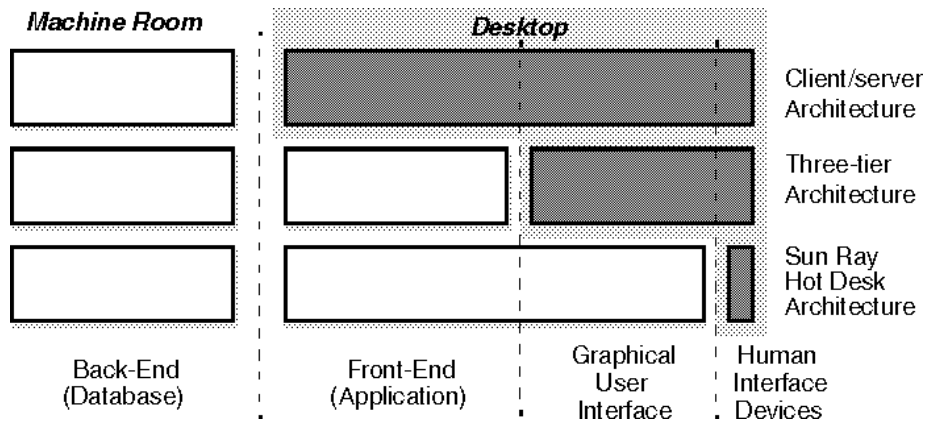 Machine Room
Desktop
Client/server
Architecture
Three-tier
Architecture
Sun Ray
Hot Desk
Architecture
Back-End
(Database)
Front-End
(Application)
Graphical
User
Interface
Human
Interface
Devices